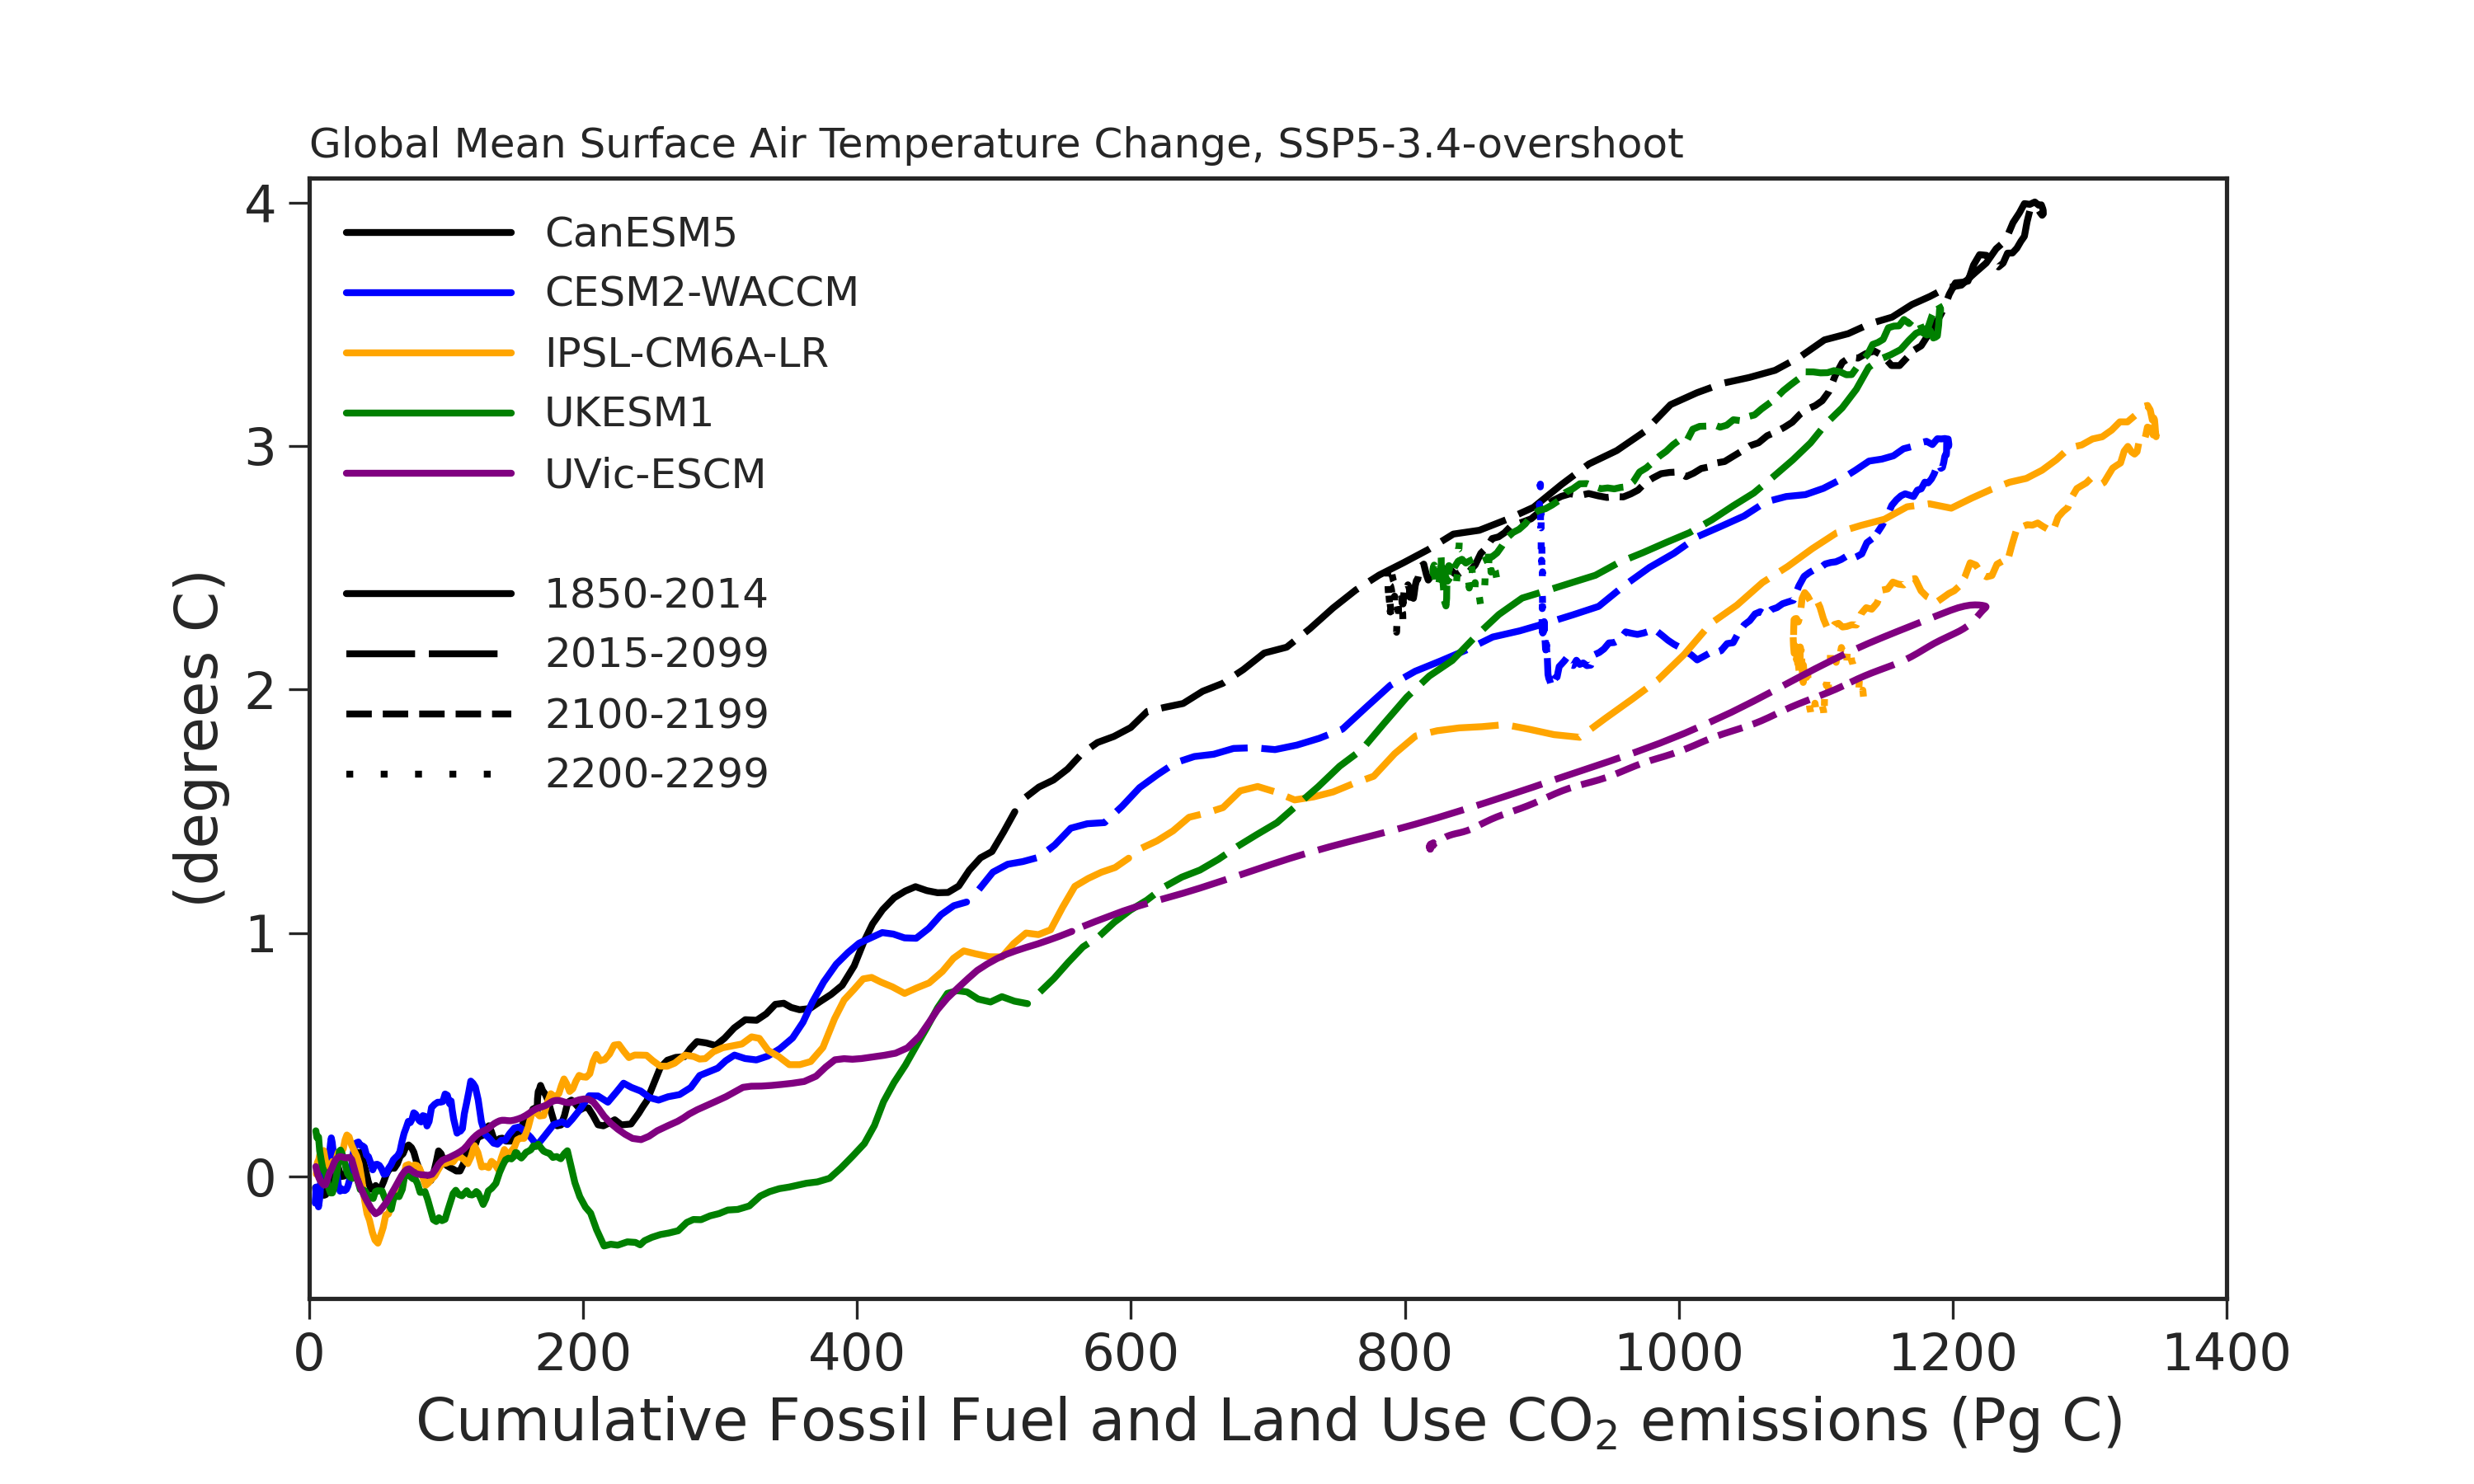 Global Mean Surface Air Temperature Change, SSP5-3.4-overshoot
4
3
2
1
0
(degrees C)
CanESM5
CESM2-WACCM
IPSL-CM6A-LR
UKESM1
UVic-ESCM
1850-2014
2015-2099
2100-2199
2200-2299
0 200 400 600 800 1000 1200 1400
Cumulative Fossil Fuel and Land Use CO₂ emissions (Pg C)